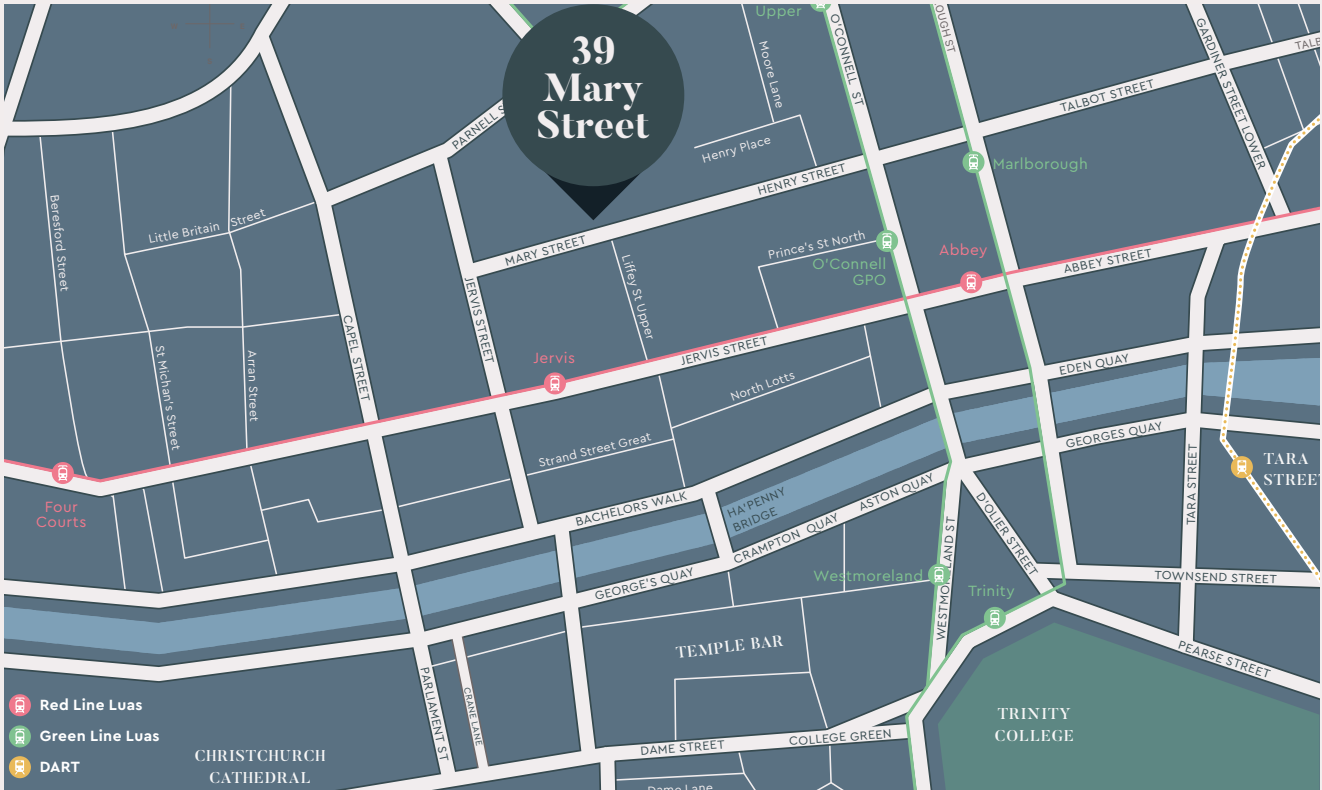 Upper
O'CONNELL ST
OUGH ST
GARDINER STREET LOWER
TALB
39
Mary
Street
Moore Lane
TALBOT STREET
PARNELL S
Henry Place
HENRY STREET
Marlborough
Beresford Street
Little Britain Street
MARY STREET
Liffey St Upper
Prince's St North
O'Connell
GPO
Abbey
ABBEY STREET
JERVIS STREET
CAPEL STREET
St Michan's Street
Arran Street
Jervis
JERVIS STREET
North Lotts
EDEN QUAY
Strand Street Great
GEORGES QUAY
TARA STREET
TARA
STREET
Four
Courts
BACHELORS WALK
HA'PENNY
BRIDGE
ASTON QUAY
CRAMPTON QUAY
D'OLIER STREET
WESTMORELAND ST
Westmoreland
GEORGE'S QUAY
Trinity
TOWNSEND STREET
TEMPLE BAR
PEARSE STREET
PARLIAMENT ST
CRANE LANE
TRINITY
COLLEGE
Red Line Luas
Green Line Luas
DART
CHRISTCHURCH
CATHEDRAL
DAME STREET
COLLEGE GREEN
Dame Lane